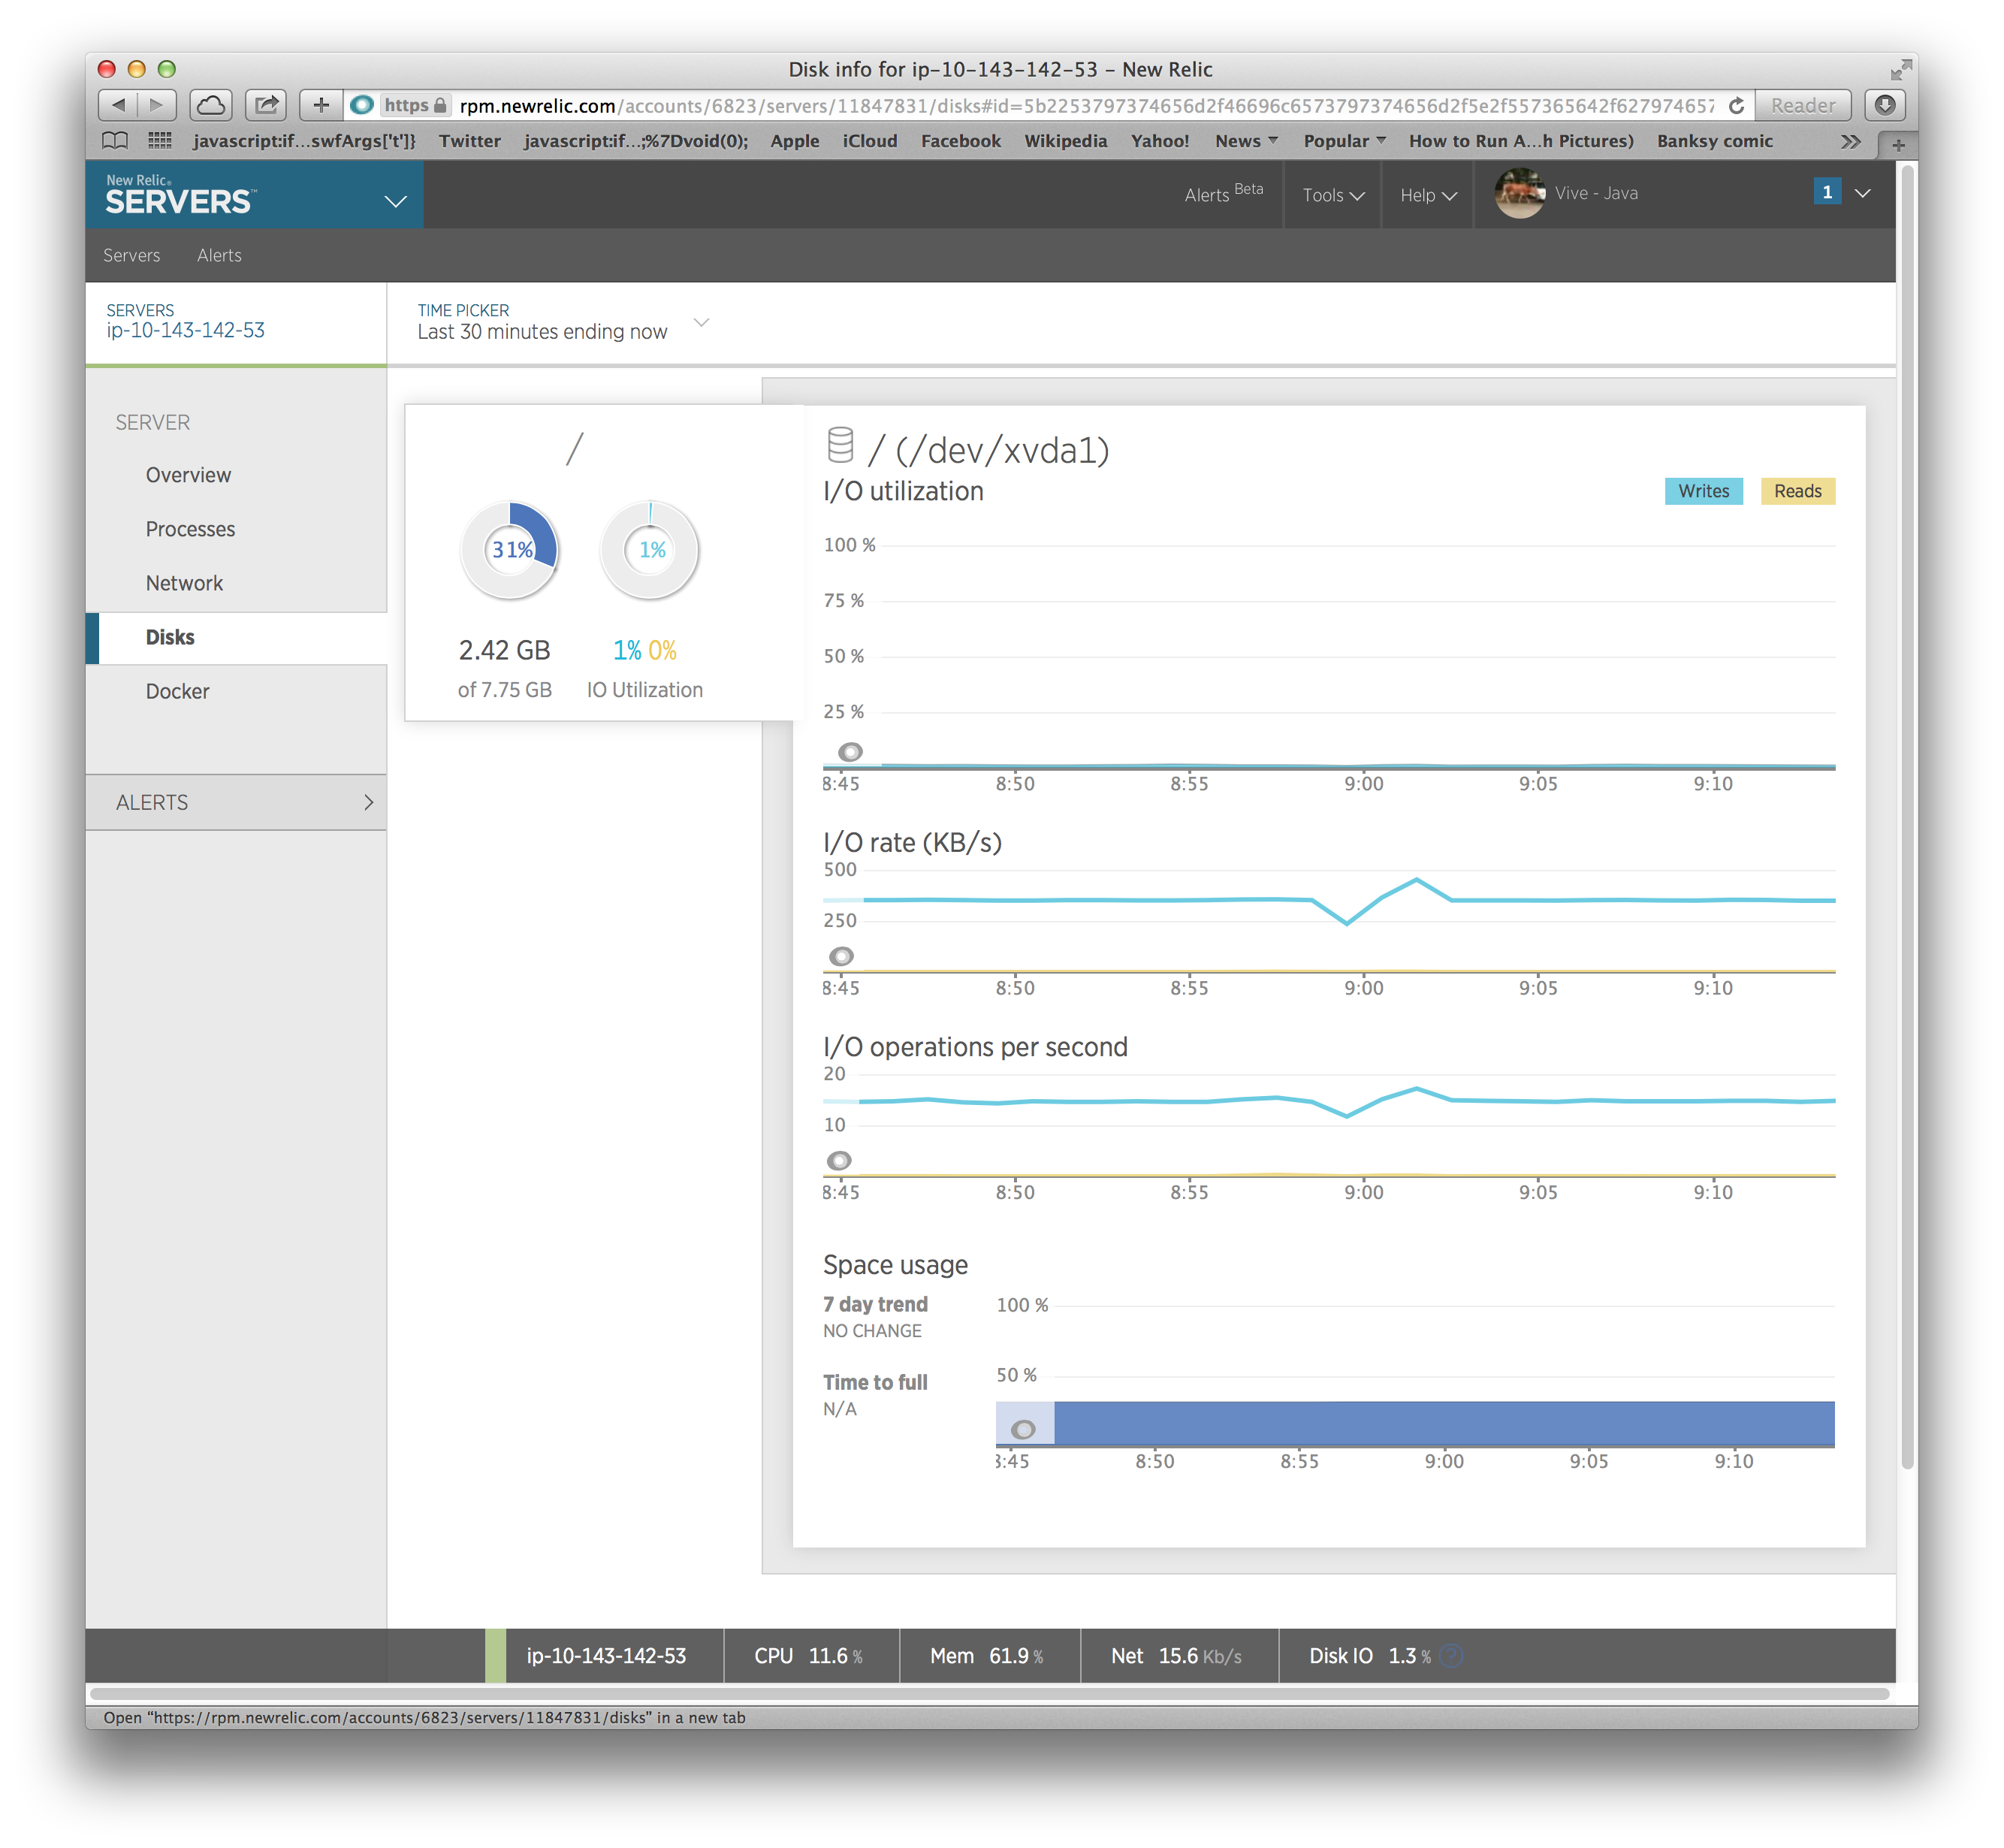 Disk info for ip-10-143-142-53 – New Relic
https rpm.newrelic.com/accounts/6823/servers/11847831/disks#id=5b2253797374656d2f46696c6573797374656d2f5e2f557365642f627974657 Reader
javascript:if...swfArgs['t']} Twitter javascript:if...;%7Dvoid(0); Apple iCloud Facebook Wikipedia Yahoo! News Popular How to Run A...h Pictures) Banksy comic
New Relic®
SERVERS™
Alerts Beta Tools Help Vive - Java 1
Servers Alerts
SERVERS
ip-10-143-142-53
TIME PICKER
Last 30 minutes ending now
SERVER
Overview
Processes
Network
Disks
Docker
ALERTS
/
31% 1%
2.42 GB 1% 0%
of 7.75 GB IO Utilization
/ (/dev/xvda1)
I/O utilization
Writes Reads
100 %
75 %
50 %
25 %
8:45 8:50 8:55 9:00 9:05 9:10
I/O rate (KB/s)
500
250
8:45 8:50 8:55 9:00 9:05 9:10
I/O operations per second
20
10
8:45 8:50 8:55 9:00 9:05 9:10
Space usage
7 day trend
NO CHANGE
Time to full
N/A
100 %
50 %
8:45 8:50 8:55 9:00 9:05 9:10
ip-10-143-142-53 CPU 11.6 % Mem 61.9 % Net 15.6 Kb/s Disk IO 1.3 % ?
Open "https://rpm.newrelic.com/accounts/6823/servers/11847831/disks" in a new tab